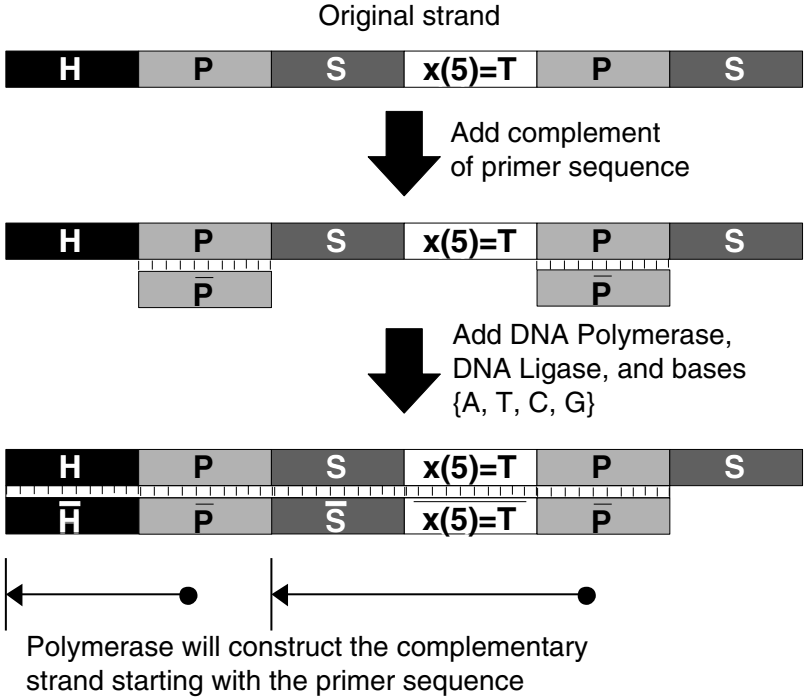 Original strand
H P S x(5)=T P S
Add complement
of primer sequence
H P S x(5)=T P S
P̅ P̅
Add DNA Polymerase,
DNA Ligase, and bases
{A, T, C, G}
H P S x(5)=T P S
H̅ P̅ S̅ x̅(̅5̅)̅=̅T̅ P̅
Polymerase will construct the complementary
strand starting with the primer sequence